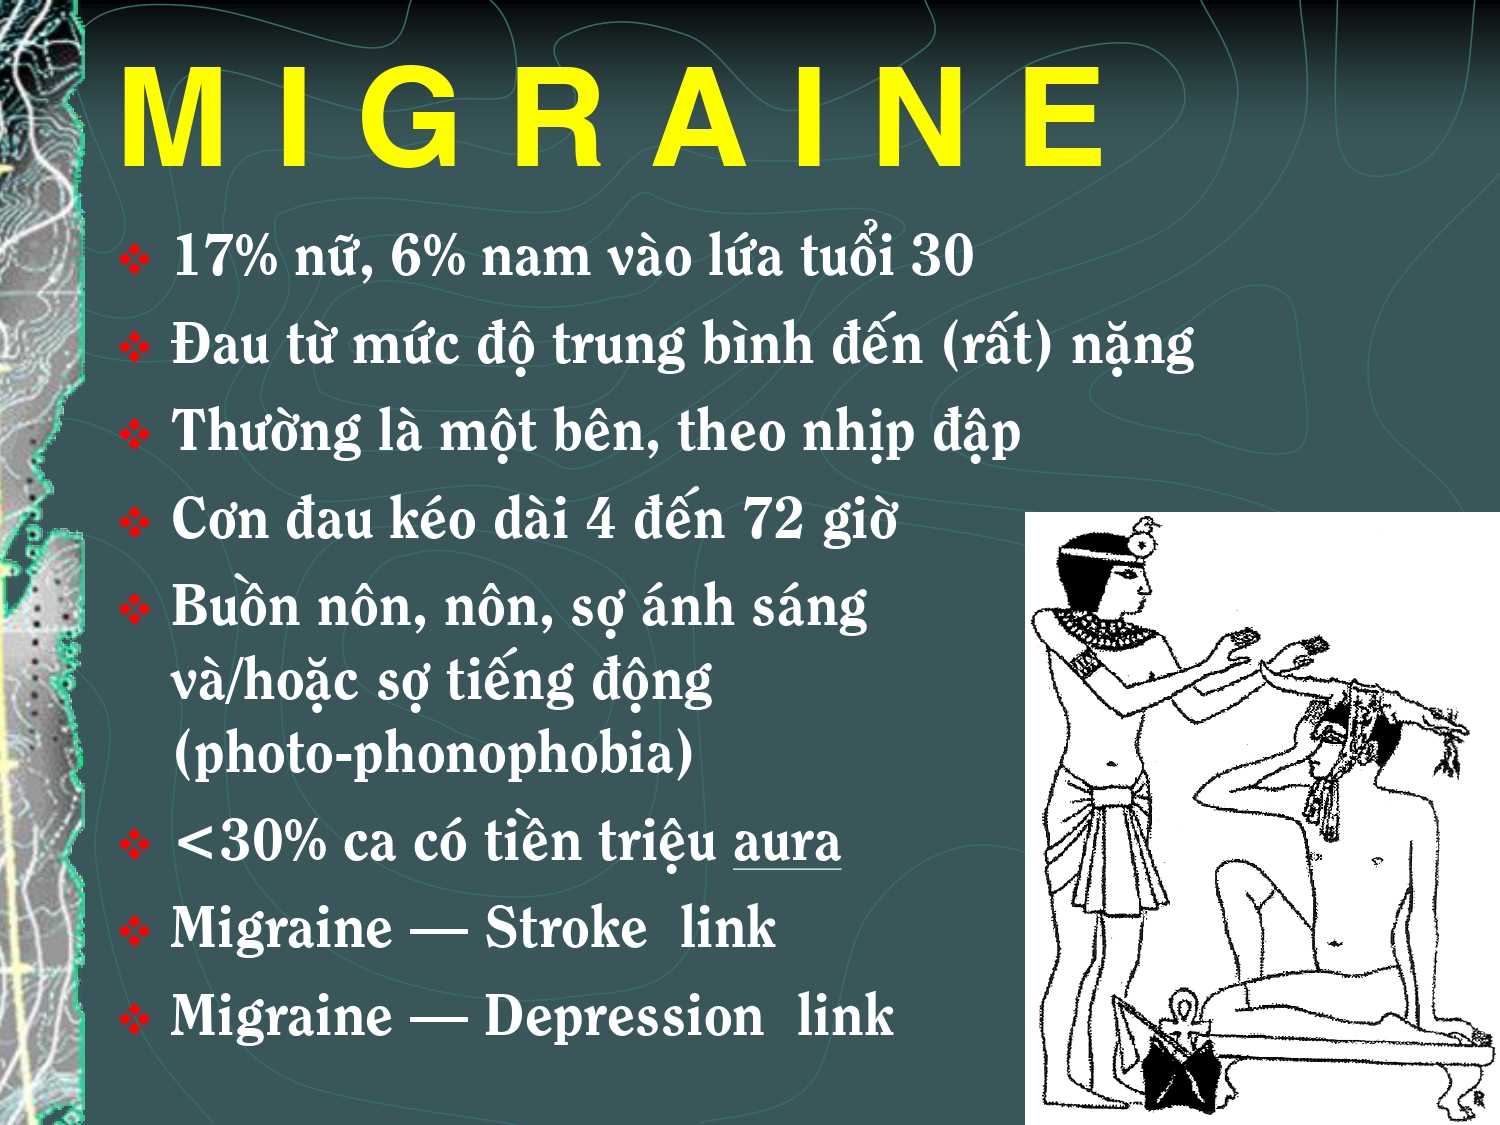 M I G R A I N E
❖ 17% nữ, 6% nam vào lứa tuổi 30
❖ Đau từ mức độ trung bình đến (rất) nặng
❖ Thường là một bên, theo nhịp đập
❖ Cơn đau kéo dài 4 đến 72 giờ
❖ Buồn nôn, nôn, sợ ánh sáng
và/hoặc sợ tiếng động
(photo-phonophobia)
❖ <30% ca có tiền triệu aura
❖ Migraine — Stroke link
❖ Migraine — Depression link